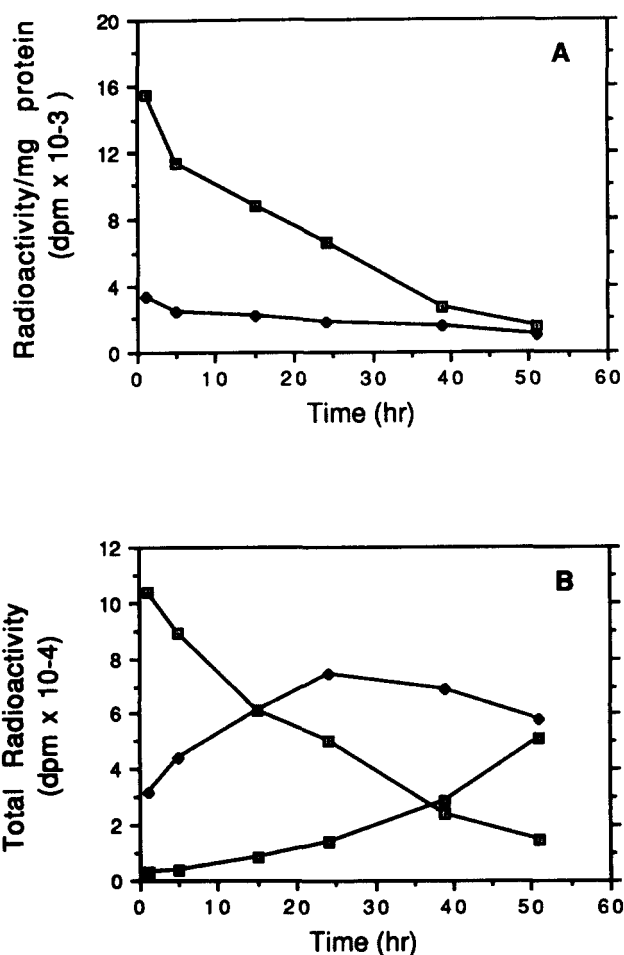 A
Radioactivity/mg protein
(dpm x 10-3 )
20
16
12
8
4
0
0 10 20 30 40 50 60
Time (hr)
B
Total Radioactivity
(dpm x 10-4)
12
10
8
6
4
2
0
0 10 20 30 40 50 60
Time (hr)